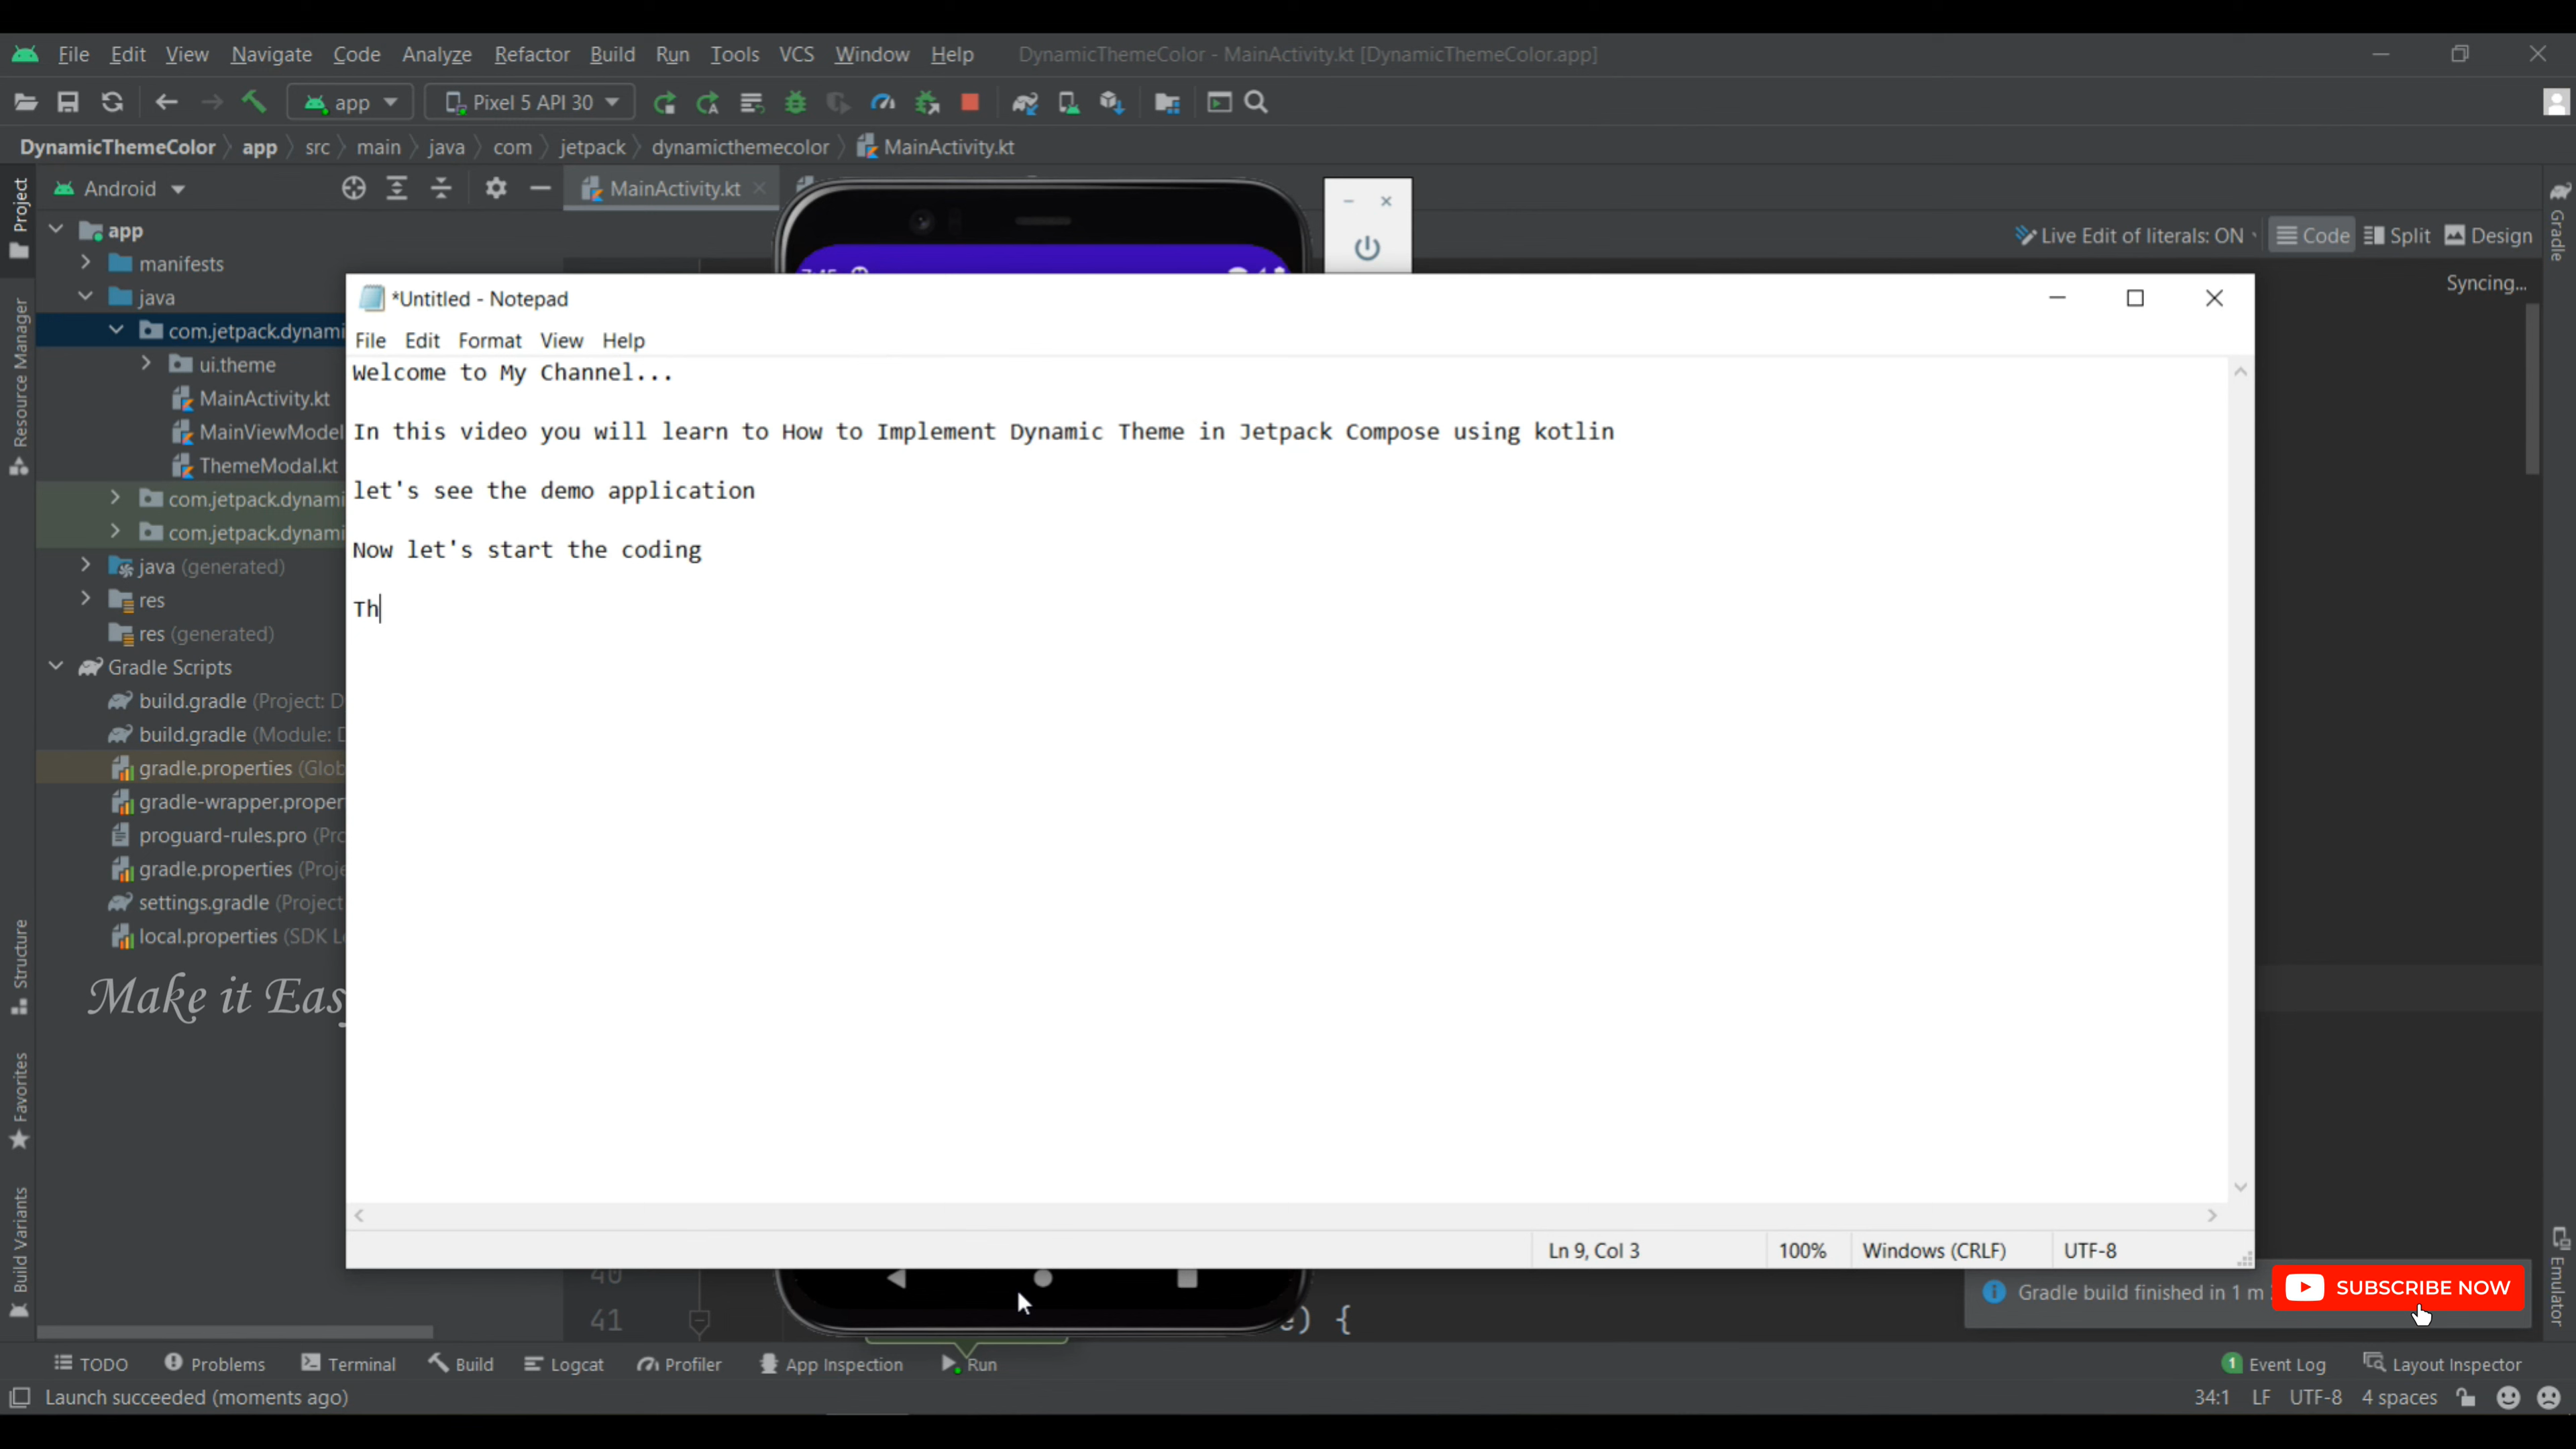 File Edit View Navigate Code Analyze Refactor Build Run Tools VCS Window Help DynamicThemeColor - MainActivity.kt [DynamicThemeColor.app]
app Pixel 5 API 30
DynamicThemeColor app src main java com jetpack dynamicthemecolor MainActivity.kt
Project
Android
MainActivity.kt
Gradle
app
Live Edit of literals: ON
Code Split Design
manifests
Syncing...
java
com.jetpack.dynami
ui.theme
MainActivity.kt
MainViewModel
ThemeModal.kt
com.jetpack.dynami
com.jetpack.dynami
java (generated)
res
res (generated)
Gradle Scripts
build.gradle (Project: D
build.gradle (Module: D
gradle.properties (Glob
gradle-wrapper.proper
proguard-rules.pro (Pro
gradle.properties (Proje
settings.gradle (Project
local.properties (SDK L
Make it Easy
Resource Manager
Structure
Favorites
Build Variants
*Untitled - Notepad
File Edit Format View Help
Welcome to My Channel...
In this video you will learn to How to Implement Dynamic Theme in Jetpack Compose using kotlin
let's see the demo application
Now let's start the coding
Th
Ln 9, Col 3 100% Windows (CRLF) UTF-8
40
41
) {
Gradle build finished in 1 m
SUBSCRIBE NOW
Emulator
TODO Problems Terminal Build Logcat Profiler App Inspection Run
1 Event Log Layout Inspector
Launch succeeded (moments ago)
34:1 LF UTF-8 4 spaces